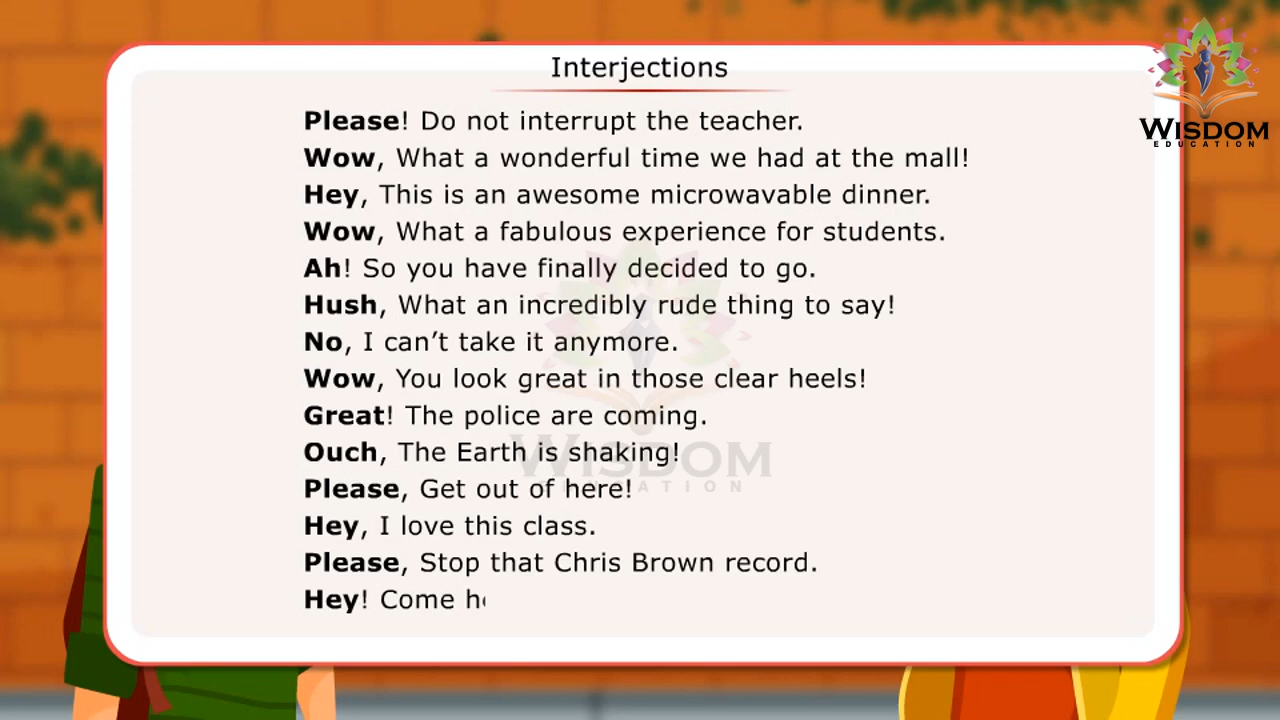 Interjections
WISDOM
EDUCATION
Please! Do not interrupt the teacher.
Wow, What a wonderful time we had at the mall!
Hey, This is an awesome microwavable dinner.
Wow, What a fabulous experience for students.
Ah! So you have finally decided to go.
Hush, What an incredibly rude thing to say!
No, I can’t take it anymore.
Wow, You look great in those clear heels!
Great! The police are coming.
Ouch, The Earth is shaking!
Please, Get out of here!
Hey, I love this class.
Please, Stop that Chris Brown record.
Hey! Come
WISDOM
EDUCATION